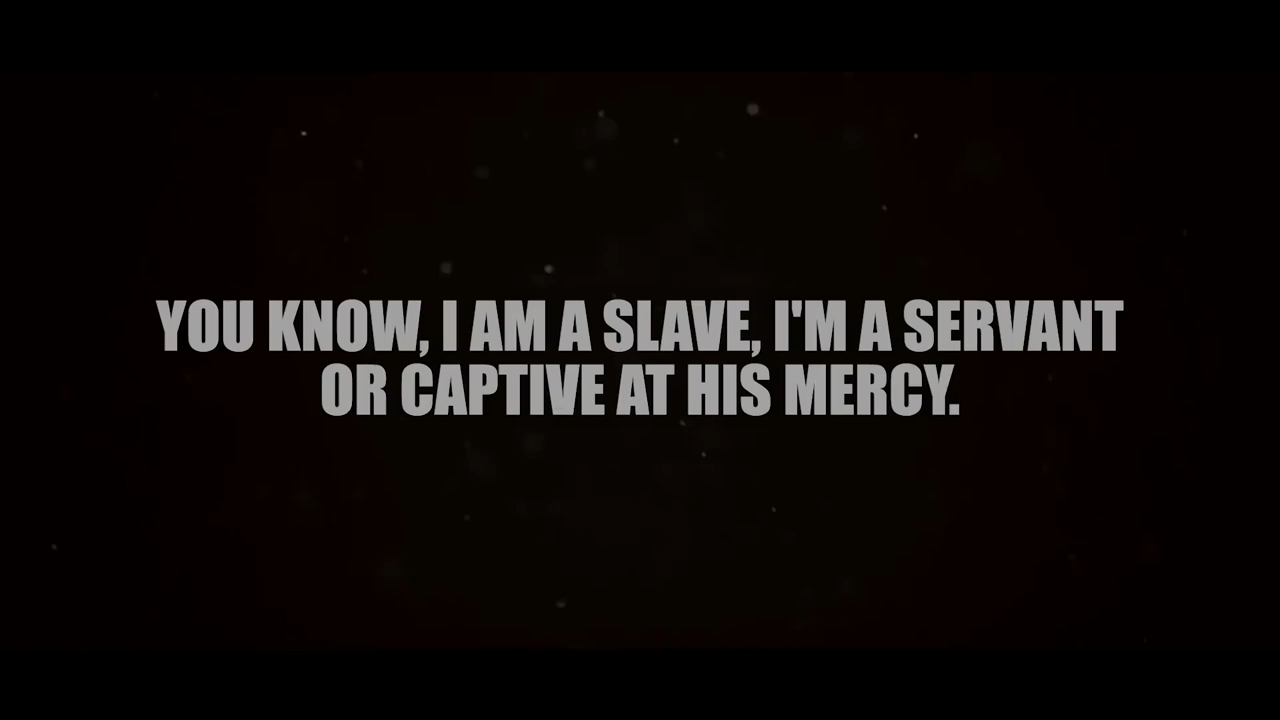 YOU KNOW, I AM A SLAVE, I'M A SERVANT
OR CAPTIVE AT HIS MERCY.